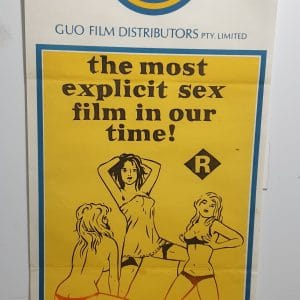 GUO FILM DISTRIBUTORS PTY. LIMITED
the most
explicit sex
film in our
time!
R